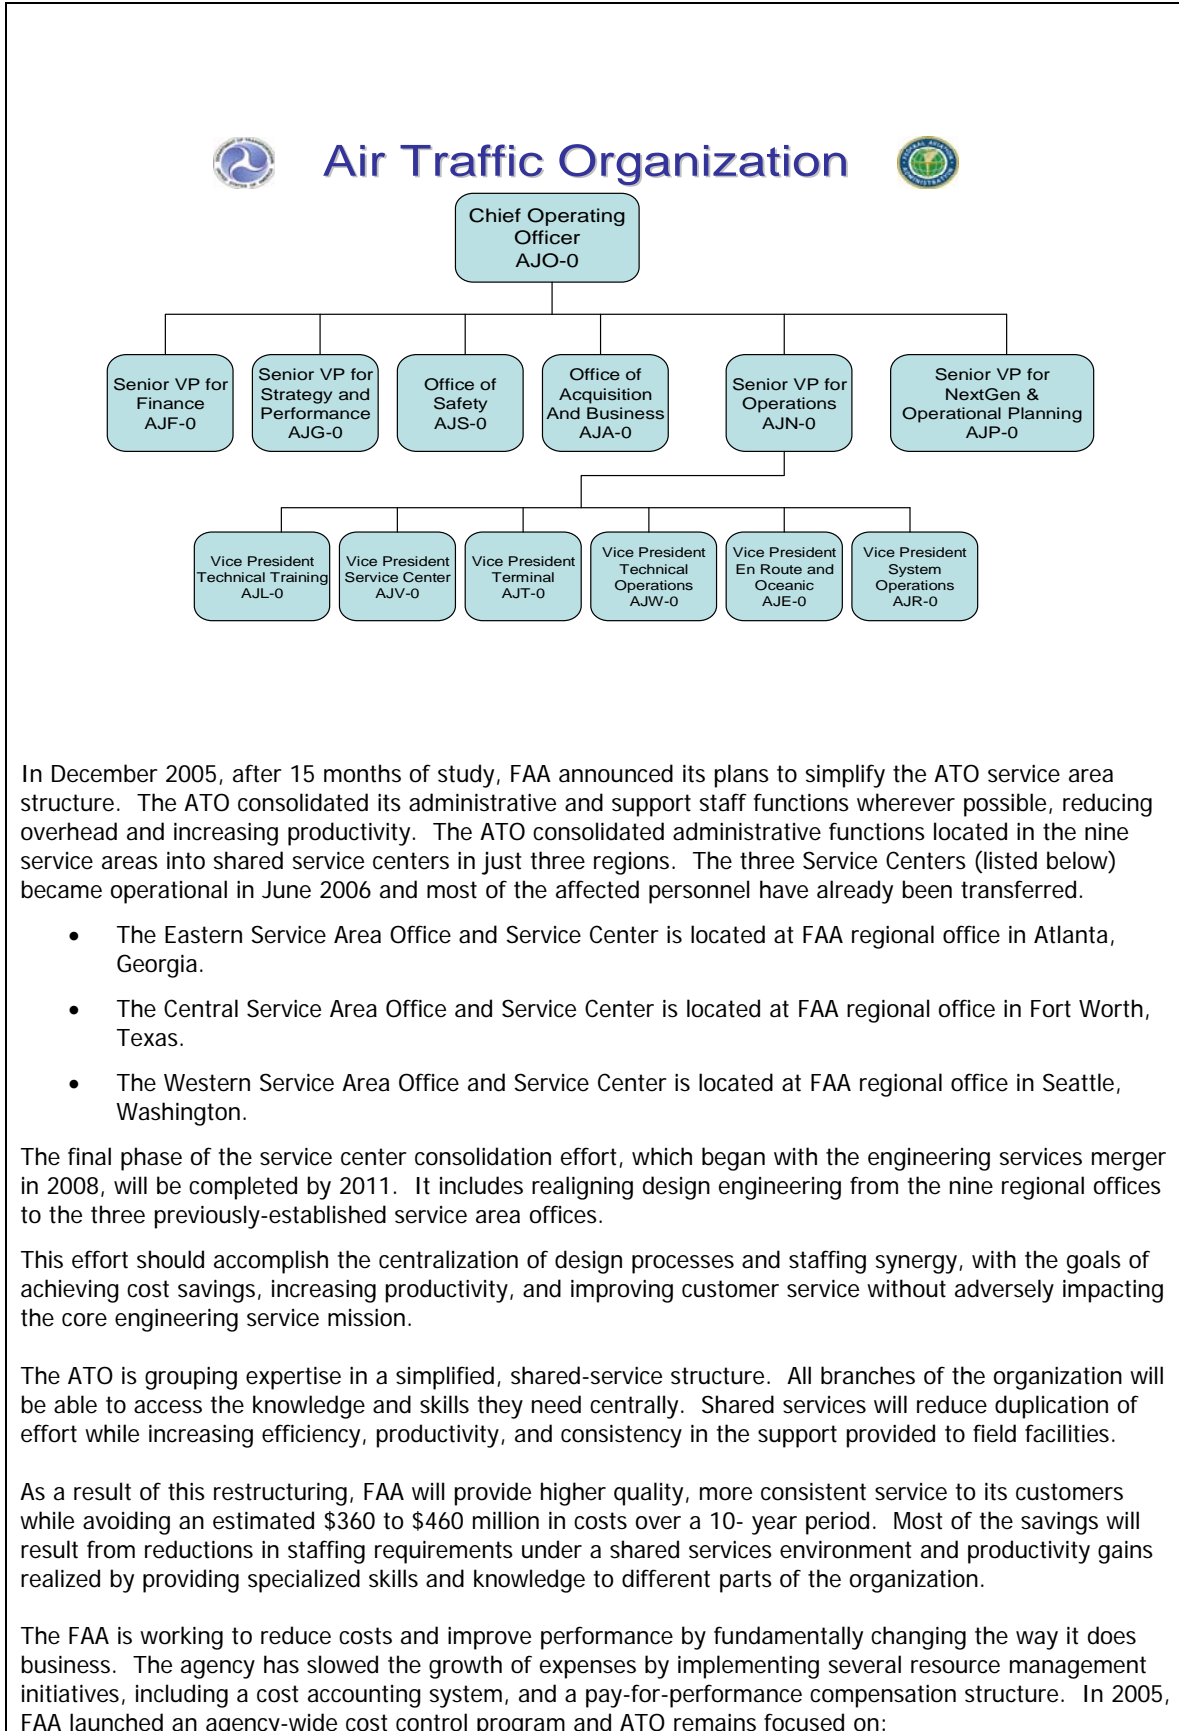 Air Traffic Organization
Chief Operating
Officer
AJO-0
Senior VP for
Finance
AJF-0
Senior VP for
Strategy and
Performance
AJG-0
Office of
Safety
AJS-0
Office of
Acquisition
And Business
AJA-0
Senior VP for
Operations
AJN-0
Senior VP for
NextGen &
Operational Planning
AJP-0
Vice President
Technical Training
AJL-0
Vice President
Service Center
AJV-0
Vice President
Terminal
AJT-0
Vice President
Technical
Operations
AJW-0
Vice President
En Route and
Oceanic
AJE-0
Vice President
System
Operations
AJR-0
In December 2005, after 15 months of study, FAA announced its plans to simplify the ATO service area
structure.  The ATO consolidated its administrative and support staff functions wherever possible, reducing
overhead and increasing productivity.  The ATO consolidated administrative functions located in the nine
service areas into shared service centers in just three regions.  The three Service Centers (listed below)
became operational in June 2006 and most of the affected personnel have already been transferred.
• The Eastern Service Area Office and Service Center is located at FAA regional office in Atlanta,
Georgia.
• The Central Service Area Office and Service Center is located at FAA regional office in Fort Worth,
Texas.
• The Western Service Area Office and Service Center is located at FAA regional office in Seattle,
Washington.
The final phase of the service center consolidation effort, which began with the engineering services merger
in 2008, will be completed by 2011.  It includes realigning design engineering from the nine regional offices
to the three previously-established service area offices.
This effort should accomplish the centralization of design processes and staffing synergy, with the goals of
achieving cost savings, increasing productivity, and improving customer service without adversely impacting
the core engineering service mission.
The ATO is grouping expertise in a simplified, shared-service structure.  All branches of the organization will
be able to access the knowledge and skills they need centrally.  Shared services will reduce duplication of
effort while increasing efficiency, productivity, and consistency in the support provided to field facilities.
As a result of this restructuring, FAA will provide higher quality, more consistent service to its customers
while avoiding an estimated $360 to $460 million in costs over a 10- year period.  Most of the savings will
result from reductions in staffing requirements under a shared services environment and productivity gains
realized by providing specialized skills and knowledge to different parts of the organization.
The FAA is working to reduce costs and improve performance by fundamentally changing the way it does
business.  The agency has slowed the growth of expenses by implementing several resource management
initiatives, including a cost accounting system, and a pay-for-performance compensation structure.  In 2005,
FAA launched an agency-wide cost control program and ATO remains focused on: